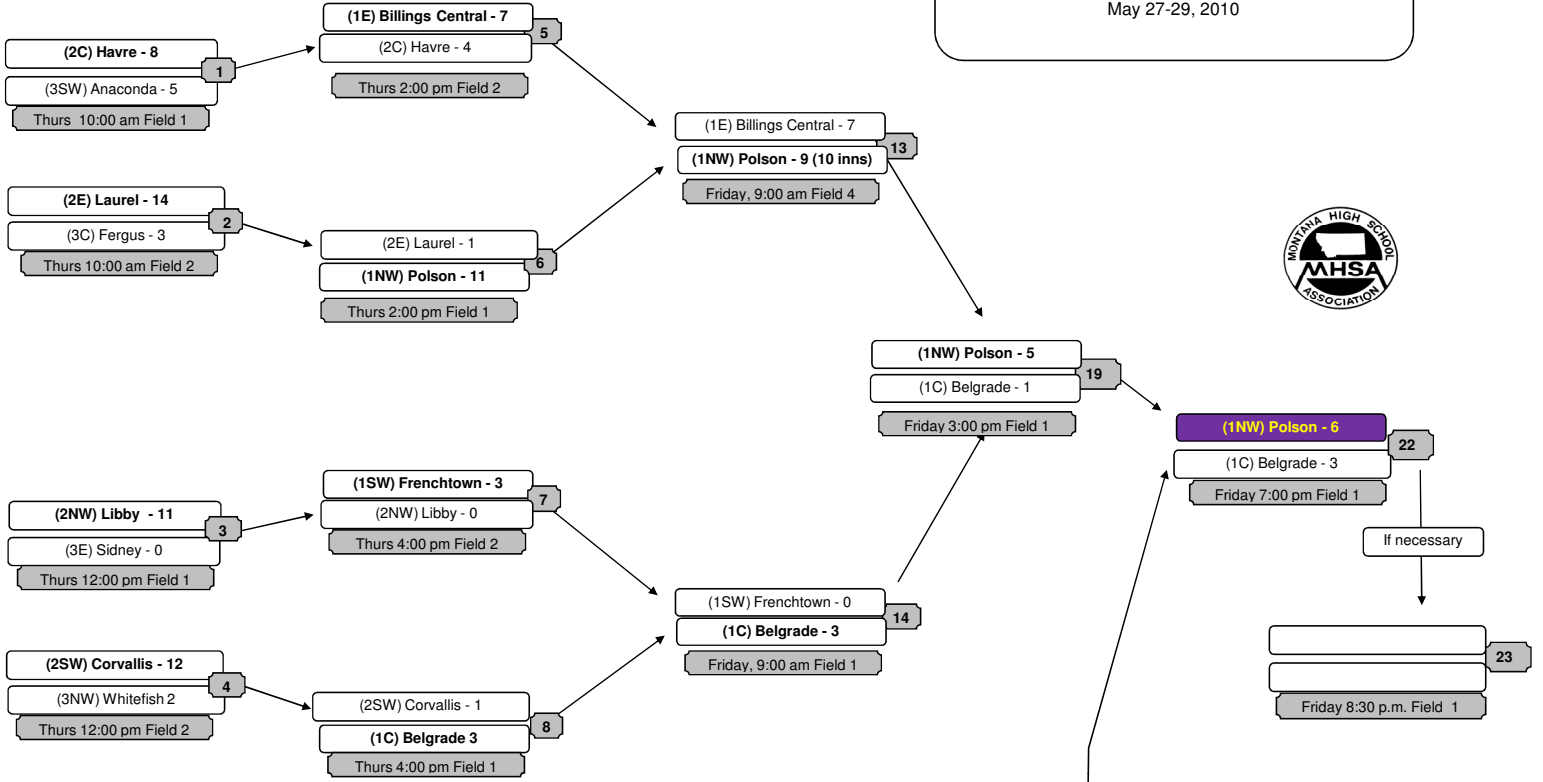 May 27-29, 2010
(1E) Billings Central - 7
(2C) Havre - 4
5
Thurs 2:00 pm Field 2
(2C) Havre - 8
(3SW) Anaconda - 5
1
Thurs 10:00 am Field 1
(1E) Billings Central - 7
(1NW) Polson - 9 (10 inns)
13
Friday, 9:00 am Field 4
(2E) Laurel - 14
(3C) Fergus - 3
2
Thurs 10:00 am Field 2
(2E) Laurel - 1
(1NW) Polson - 11
6
Thurs 2:00 pm Field 1
MONTANA HIGH SCHOOL
MHSA
ASSOCIATION
(1NW) Polson - 5
(1C) Belgrade - 1
19
Friday 3:00 pm Field 1
(1NW) Polson - 6
(1C) Belgrade - 3
22
Friday 7:00 pm Field 1
If necessary
23
Friday 8:30 p.m. Field 1
(2NW) Libby - 11
(3E) Sidney - 0
3
Thurs 12:00 pm Field 1
(1SW) Frenchtown - 3
(2NW) Libby - 0
7
Thurs 4:00 pm Field 2
(1SW) Frenchtown - 0
(1C) Belgrade - 3
14
Friday, 9:00 am Field 1
(2SW) Corvallis - 12
(3NW) Whitefish 2
4
Thurs 12:00 pm Field 2
(2SW) Corvallis - 1
(1C) Belgrade 3
8
Thurs 4:00 pm Field 1